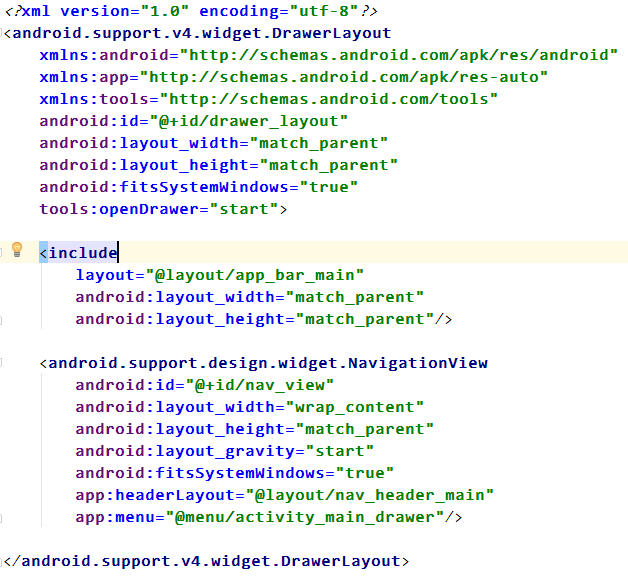 <?xml version="1.0" encoding="utf-8"?>
<android.support.v4.widget.DrawerLayout
    xmlns:android="http://schemas.android.com/apk/res/android"
    xmlns:app="http://schemas.android.com/apk/res-auto"
    xmlns:tools="http://schemas.android.com/tools"
    android:id="@+id/drawer_layout"
    android:layout_width="match_parent"
    android:layout_height="match_parent"
    android:fitsSystemWindows="true"
    tools:openDrawer="start">

    <include
        layout="@layout/app_bar_main"
        android:layout_width="match_parent"
        android:layout_height="match_parent"/>

    <android.support.design.widget.NavigationView
        android:id="@+id/nav_view"
        android:layout_width="wrap_content"
        android:layout_height="match_parent"
        android:layout_gravity="start"
        android:fitsSystemWindows="true"
        app:headerLayout="@layout/nav_header_main"
        app:menu="@menu/activity_main_drawer"/>

</android.support.v4.widget.DrawerLayout>